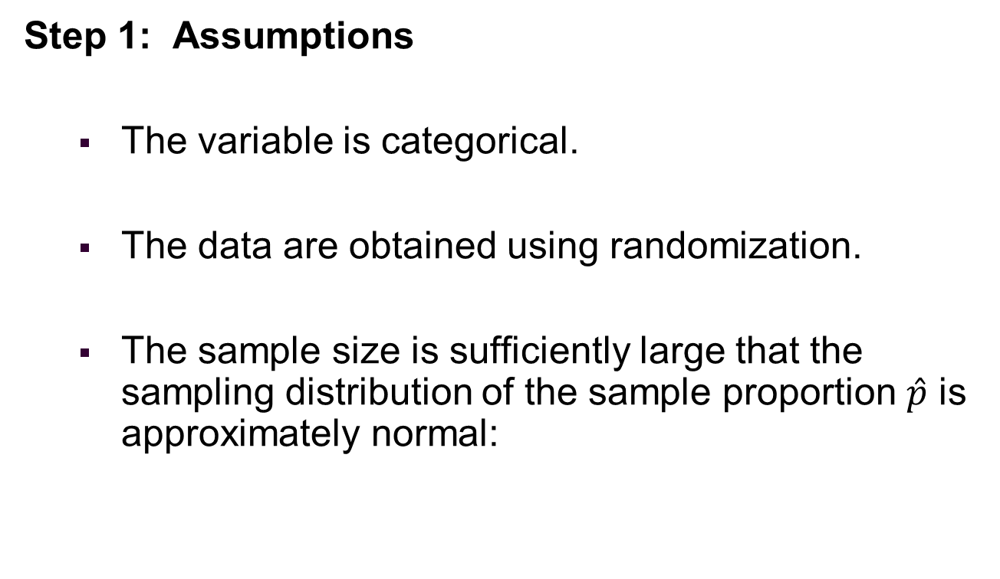 Step 1:  Assumptions
▪ The variable is categorical.
▪ The data are obtained using randomization.
▪ The sample size is sufficiently large that the
sampling distribution of the sample proportion p̂ is
approximately normal: